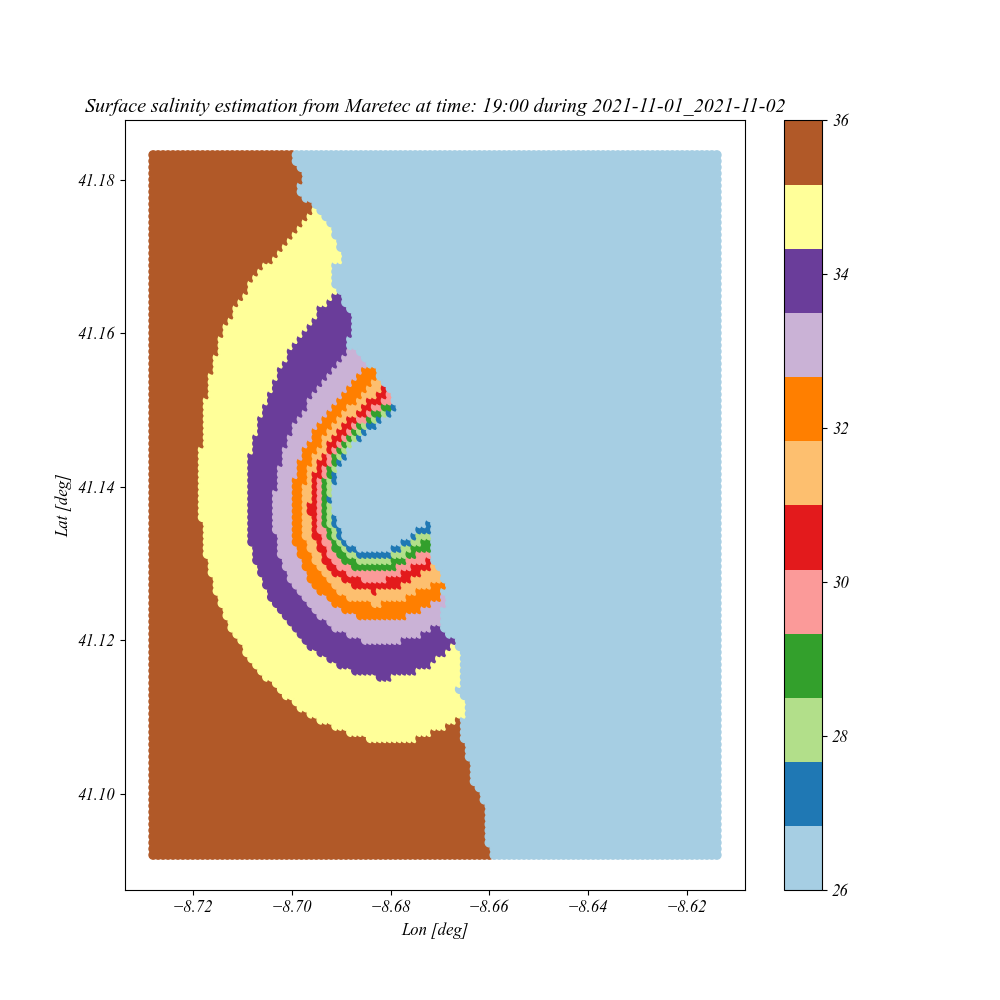 Surface salinity estimation from Maretec at time: 19:00 during 2021-11-01_2021-11-02
36
34
32
30
28
26
41.18
41.16
41.14
41.12
41.10
Lat [deg]
−8.72 −8.70 −8.68 −8.66 −8.64 −8.62
Lon [deg]